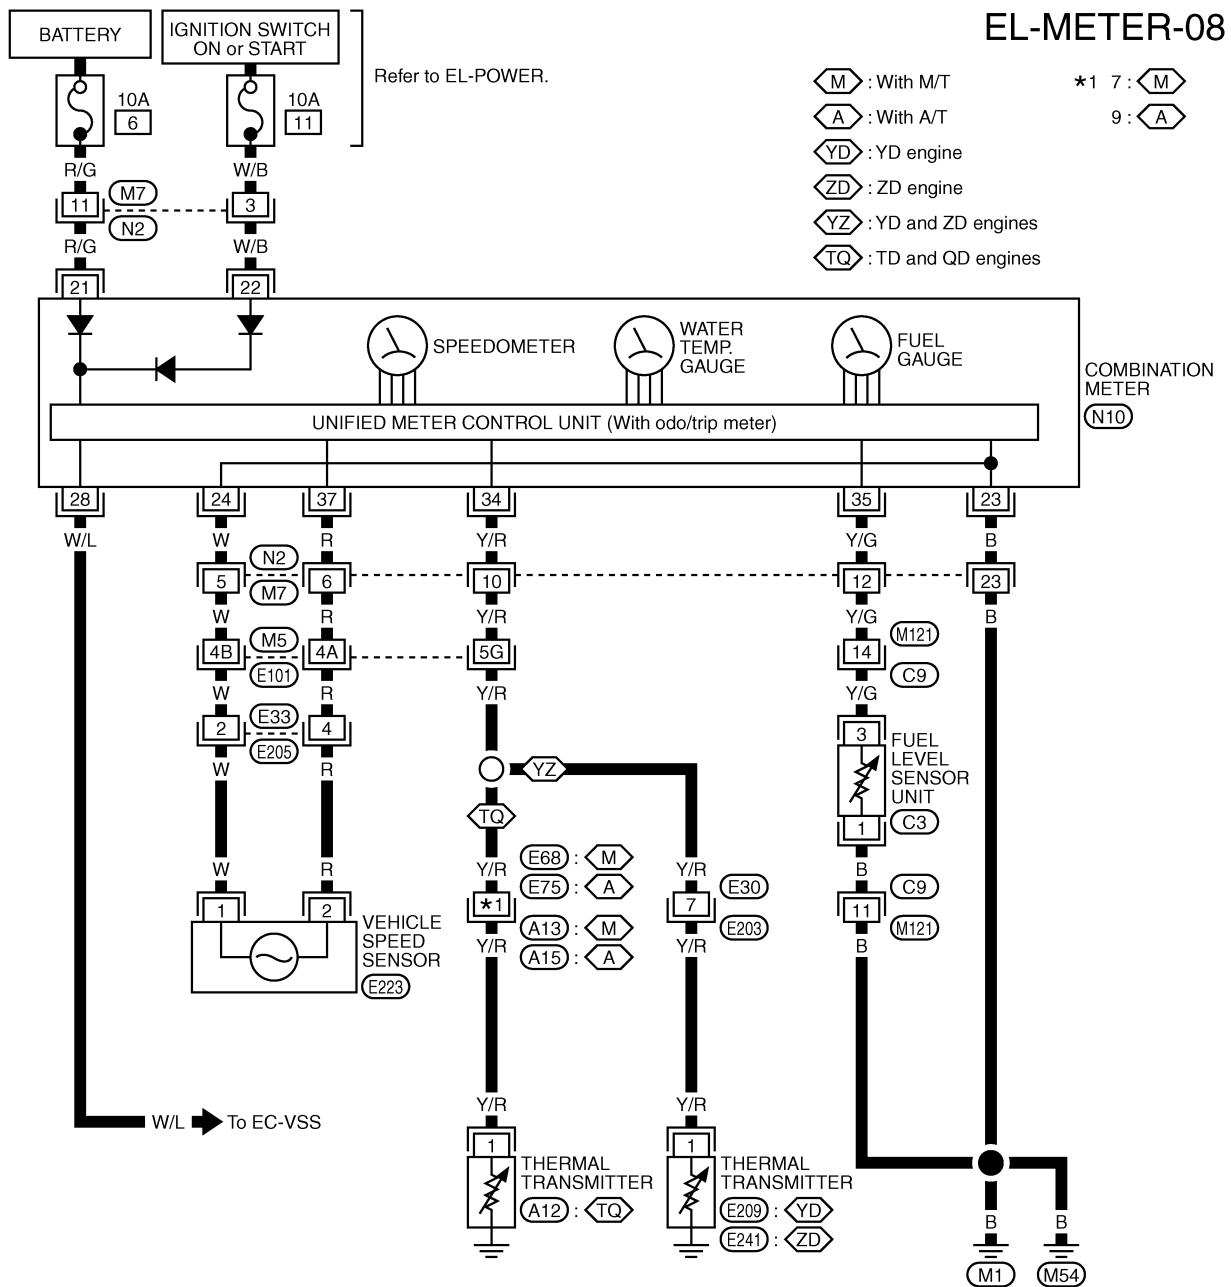 EL-METER-08
BATTERY
IGNITION SWITCH
ON or START
Refer to EL-POWER.
10A
6
10A
11
M : With M/T
A : With A/T
YD : YD engine
ZD : ZD engine
YZ : YD and ZD engines
TQ : TD and QD engines
*1 7 : M
9 : A
R/G
W/B
11
M7
N2
3
R/G
W/B
21
22
SPEEDOMETER
WATER
TEMP.
GAUGE
FUEL
GAUGE
COMBINATION
METER
N10
UNIFIED METER CONTROL UNIT (With odo/trip meter)
28
24
37
34
35
23
W/L
W
R
Y/R
Y/G
B
5
N2
M7
6
10
12
23
W
R
Y/R
Y/G
B
4B
M5
E101
4A
5G
14
M121
C9
W
R
Y/R
Y/G
2
E33
E205
4
3
FUEL
LEVEL
SENSOR
UNIT
C3
1
W
R
YZ
TQ
W
R
Y/R
E68 : M
E75 : A
Y/R
B
1
2
*1
A13 : M
A15 : A
7
E30
E203
11
C9
M121
VEHICLE
SPEED
SENSOR
E223
Y/R
Y/R
B
Y/R
Y/R
W/L
To EC-VSS
1
THERMAL
TRANSMITTER
A12 : TQ
1
THERMAL
TRANSMITTER
E209 : YD
E241 : ZD
B
B
M1
M54